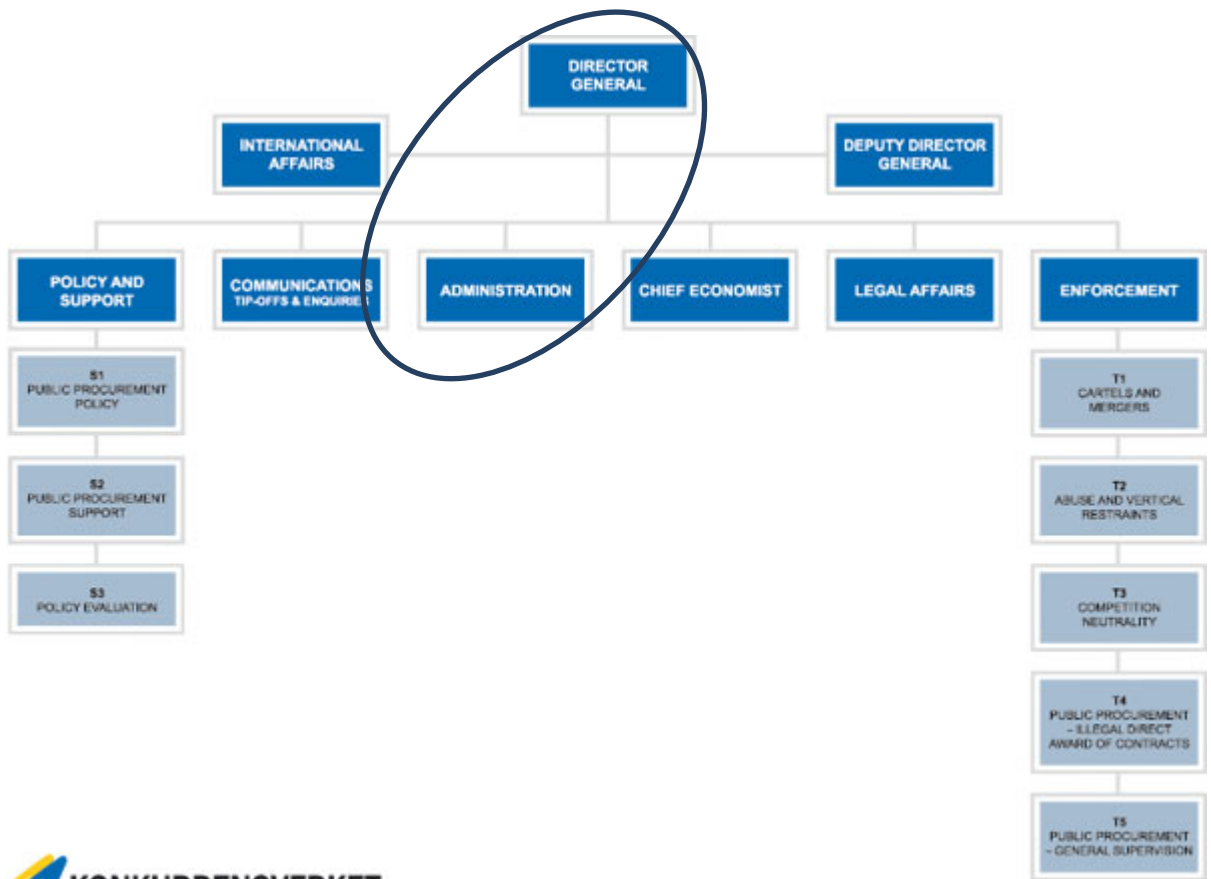 DIRECTOR
GENERAL
INTERNATIONAL
AFFAIRS
DEPUTY DIRECTOR
GENERAL
POLICY AND
SUPPORT
COMMUNICATIONS
TIP-OFFS & ENQUIRIES
ADMINISTRATION
CHIEF ECONOMIST
LEGAL AFFAIRS
ENFORCEMENT
S1
PUBLIC PROCUREMENT
POLICY
S2
PUBLIC PROCUREMENT
SUPPORT
S3
POLICY EVALUATION
T1
CARTELS AND
MERGERS
T2
ABUSE AND VERTICAL
RESTRAINTS
T3
COMPETITION
NEUTRALITY
T4
PUBLIC PROCUREMENT
– ILLEGAL DIRECT
AWARD OF CONTRACTS
T5
PUBLIC PROCUREMENT
– GENERAL SUPERVISION
KONKURRENSVERKET